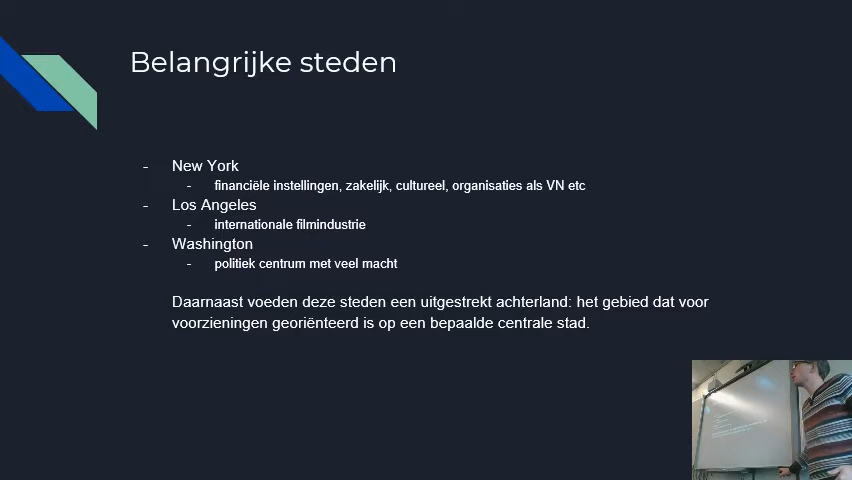 Belangrijke steden
- New York
- financiële instellingen, zakelijk, cultureel, organisaties als VN etc
- Los Angeles
- internationale filmindustrie
- Washington
- politiek centrum met veel macht
Daarnaast voeden deze steden een uitgestrekt achterland: het gebied dat voor
voorzieningen georiënteerd is op een bepaalde centrale stad.